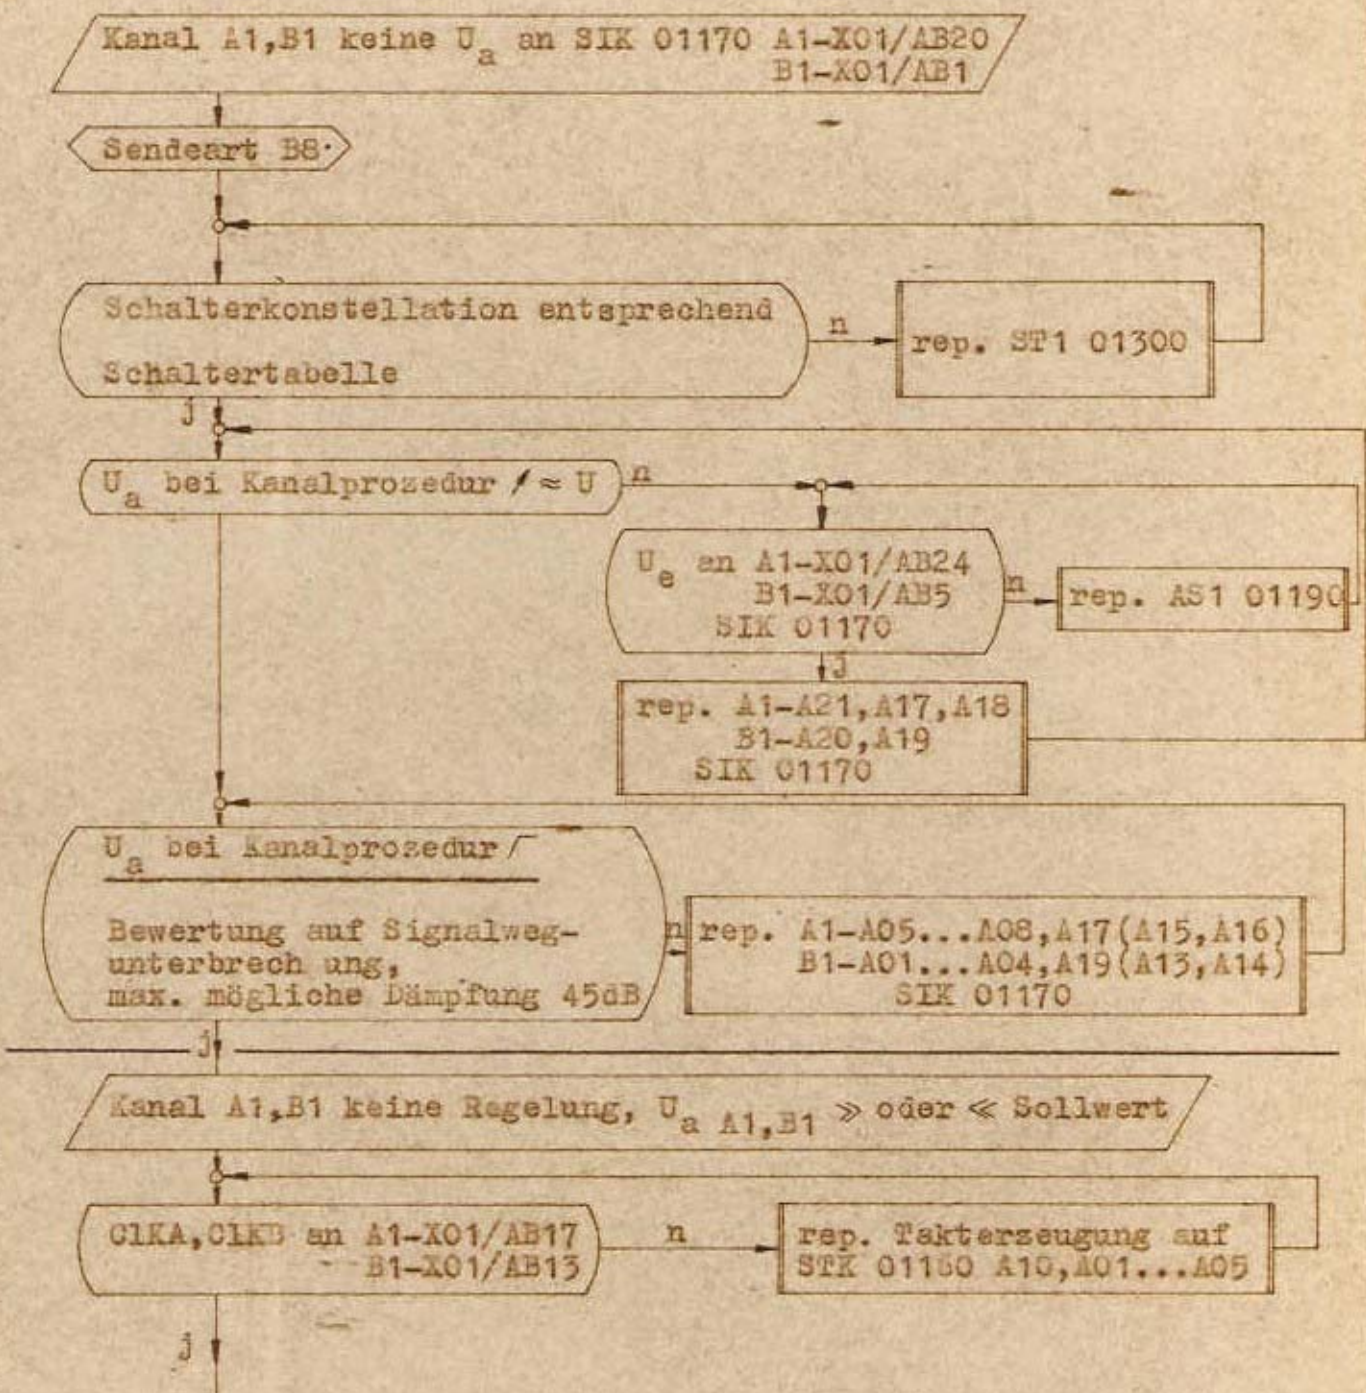 Kanal A1,B1 keine Ua an SIK 01170 A1-X01/AB20
B1-X01/AB1
Sendeart B8.
Schalterkonstellation entsprechend
Schaltertabelle
n
rep. ST1 01300
j
Ua bei Kanalprozedur / ≈ U
n
Ue an A1-X01/AB24
B1-X01/AB5
SIK 01170
n
rep. AS1 01190
j
rep. A1-A21,A17,A18
B1-A20,A19
SIK 01170
Ua bei Kanalprozedur
Bewertung auf Signalweg-
unterbrech ung,
max. mögliche Dämpfung 45dB
n
rep. A1-A05...A08,A17(A15,A16)
B1-A01...A04,A19(A13,A14)
SIK 01170
j
Kanal A1,B1 keine Regelung, Ua A1,B1 ≫ oder ≪ Sollwert
ClKA,ClKB an A1-X01/AB17
B1-X01/AB13
n
rep. Takterzeugung auf
STK A10,A01...A05
j